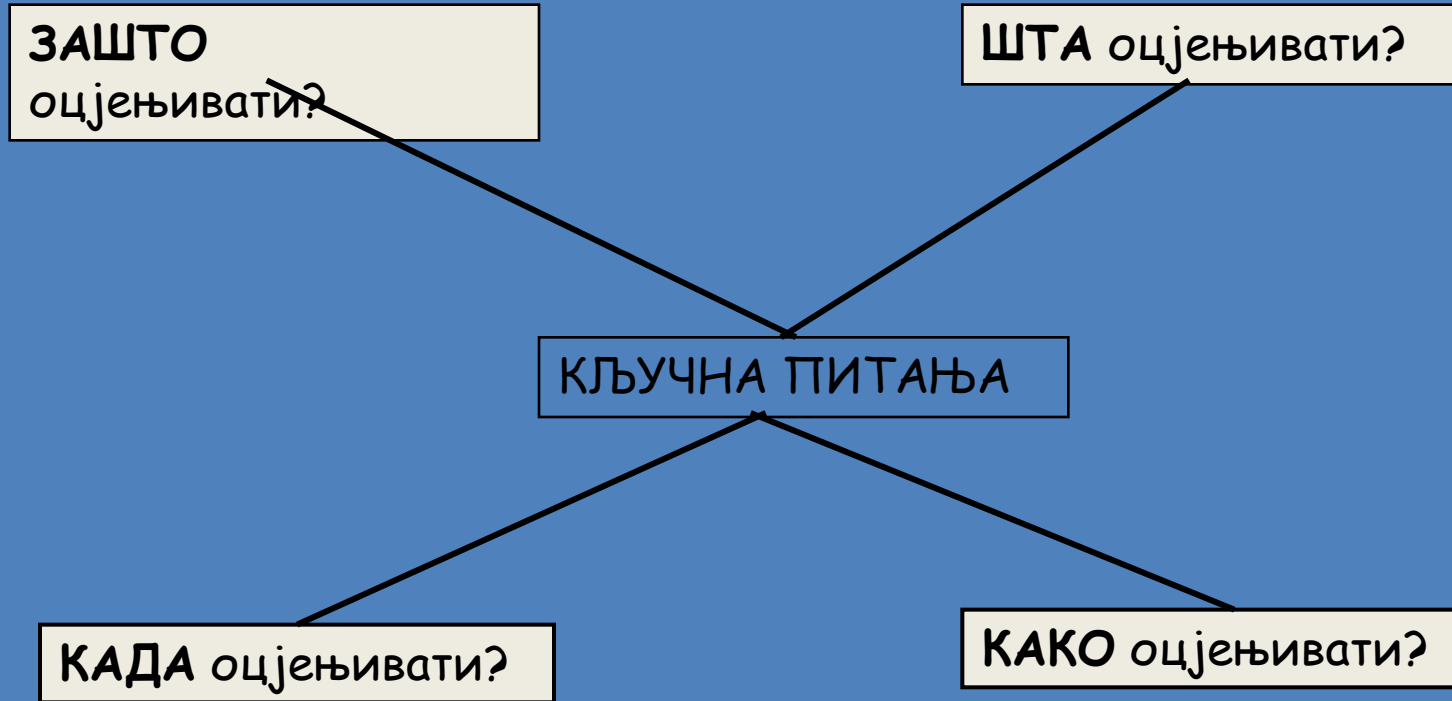 ЗАШТО
оцјењивати?
ШТА оцјењивати?
КЉУЧНА ПИТАЊА
КАДА оцјењивати?
КАКО оцјењивати?